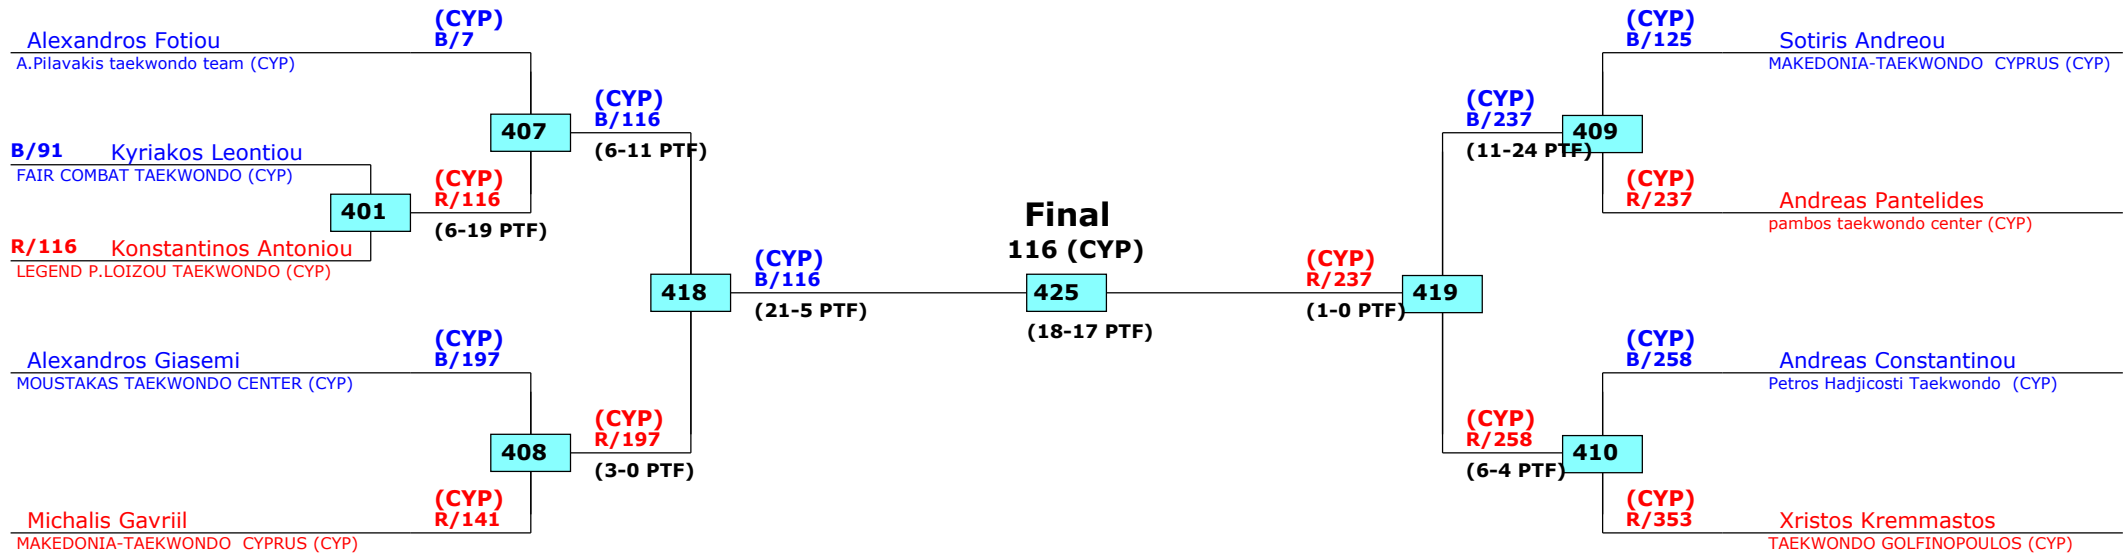 (CYP)
Alexandros Fotiou B/7
A.Pilavakis taekwondo team (CYP)
(CYP)
B/116
407
(6-11 PTF)
B/91 Kyriakos Leontiou
FAIR COMBAT TAEKWONDO (CYP)
(CYP)
R/116
401
(6-19 PTF)
R/116 Konstantinos Antoniou
LEGEND P.LOIZOU TAEKWONDO (CYP)
(CYP)
B/116
418
(21-5 PTF)
(CYP)
Alexandros Giasemi B/197
MOUSTAKAS TAEKWONDO CENTER (CYP)
(CYP)
R/197
408
(3-0 PTF)
(CYP)
Michalis Gavriil R/141
MAKEDONIA-TAEKWONDO CYPRUS (CYP)
Final
116 (CYP)
425
(18-17 PTF)
(CYP)
B/125 Sotiris Andreou
MAKEDONIA-TAEKWONDO CYPRUS (CYP)
(CYP)
B/237
409
(11-24 PTF)
(CYP)
R/237 Andreas Pantelides
pambos taekwondo center (CYP)
(CYP)
R/237
419
(1-0 PTF)
(CYP)
B/258 Andreas Constantinou
Petros Hadjicosti Taekwondo (CYP)
(CYP)
R/258
410
(6-4 PTF)
(CYP)
R/353 Xristos Kremmastos
TAEKWONDO GOLFINOPOULOS (CYP)